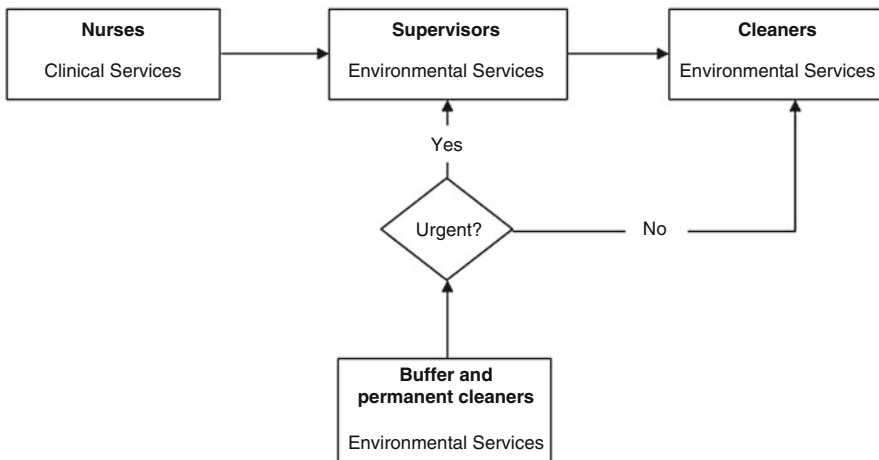 Nurses
Clinical Services
Supervisors
Environmental Services
Cleaners
Environmental Services
Yes
Urgent?
No
Buffer and
permanent cleaners
Environmental Services